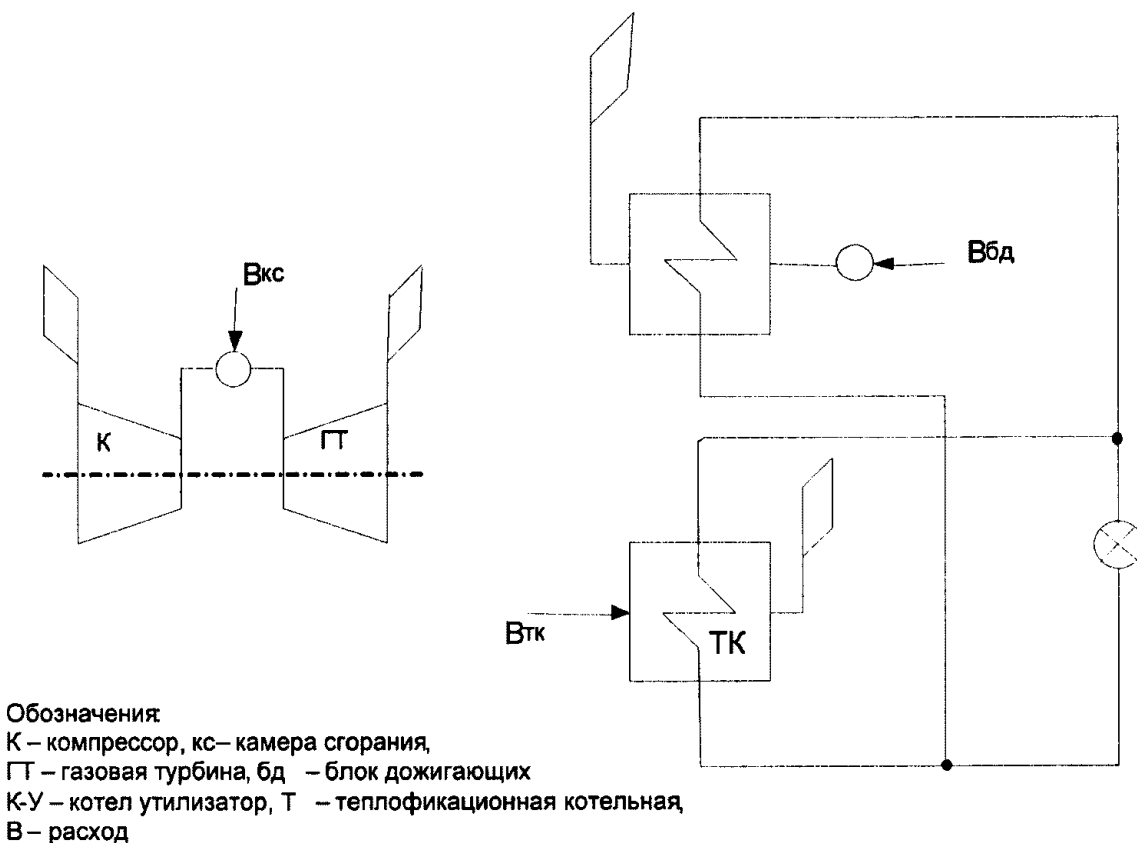 Вкс
Вбд
К
ГТ
Втк
ТК
Обозначения:
К – компрессор, кс– камера сгорания,
ГТ – газовая турбина, бд – блок дожигающих
К-У – котел утилизатор, Т – теплофикационная котельная,
В – расход